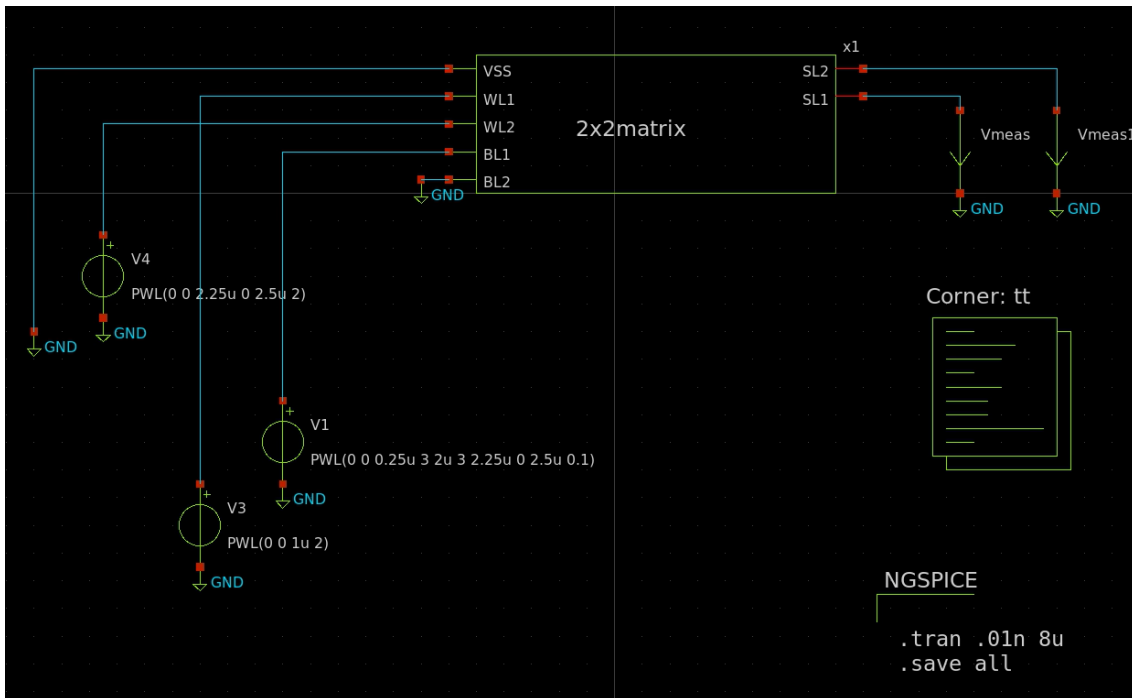 x1
VSS
SL2
WL1
SL1
WL2
2x2matrix
Vmeas
Vmeas1
BL1
BL2
GND
GND
GND
V4
PWL(0 0 2.25u 0 2.5u 2)
GND
GND
Corner: tt
V1
PWL(0 0 0.25u 3 2u 3 2.25u 0 2.5u 0.1)
GND
V3
PWL(0 0 1u 2)
GND
NGSPICE
.tran .01n 8u
.save all